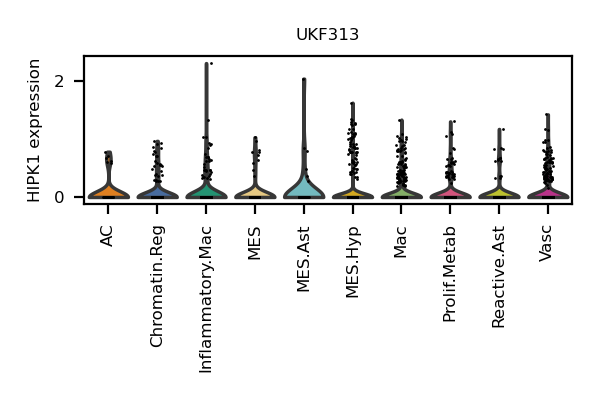 UKF313
HIPK1 expression
2
0
AC
Chromatin.Reg
Inflammatory.Mac
MES
MES.Ast
MES.Hyp
Mac
Prolif.Metab
Reactive.Ast
Vasc